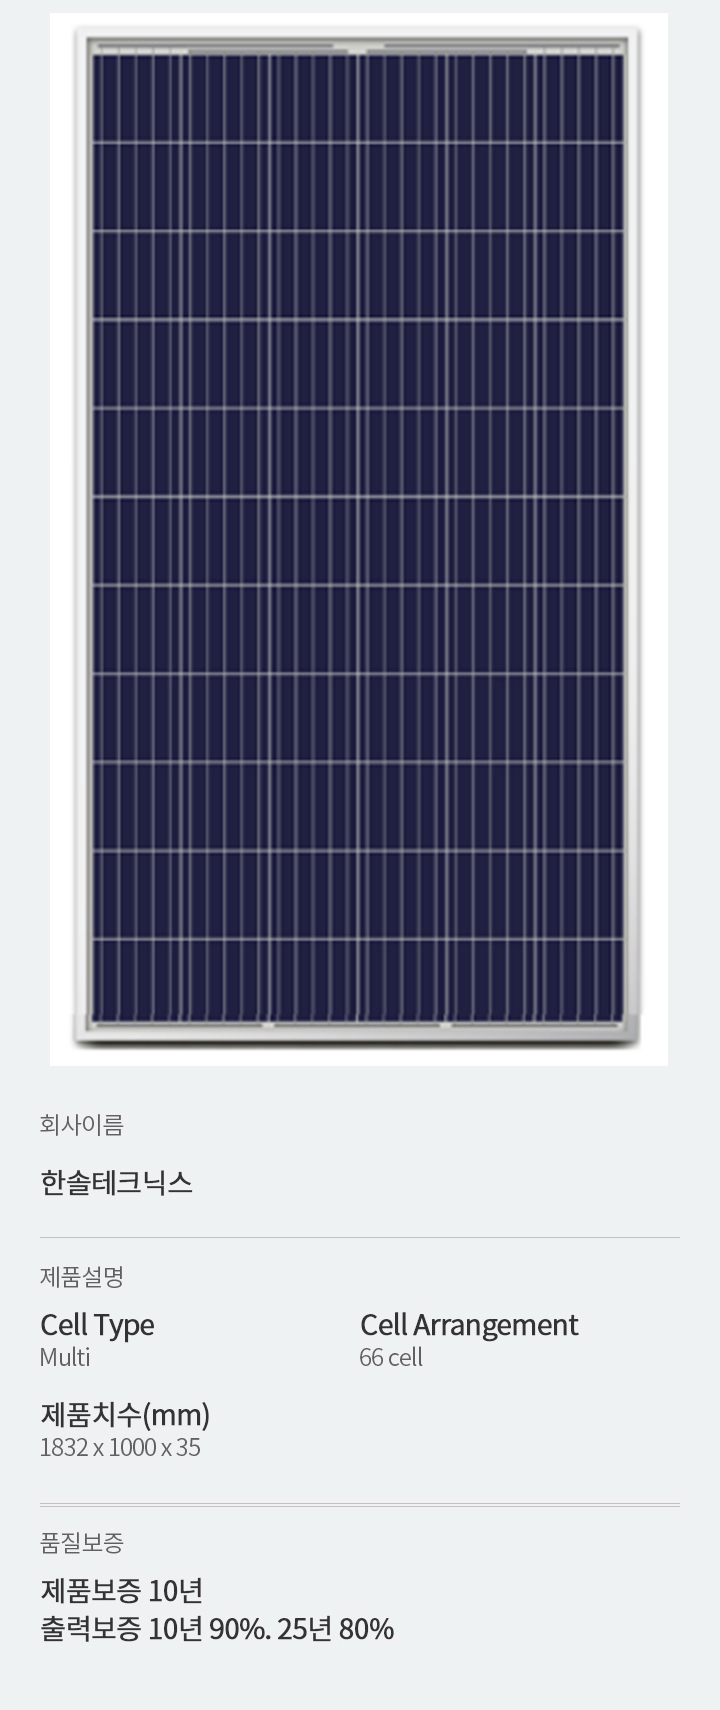 회사이름
한솔테크닉스
제품설명
Cell Type
Multi
Cell Arrangement
66 cell
제품치수(mm)
1832 x 1000 x 35
품질보증
제품보증 10년
출력보증 10년 90%. 25년 80%